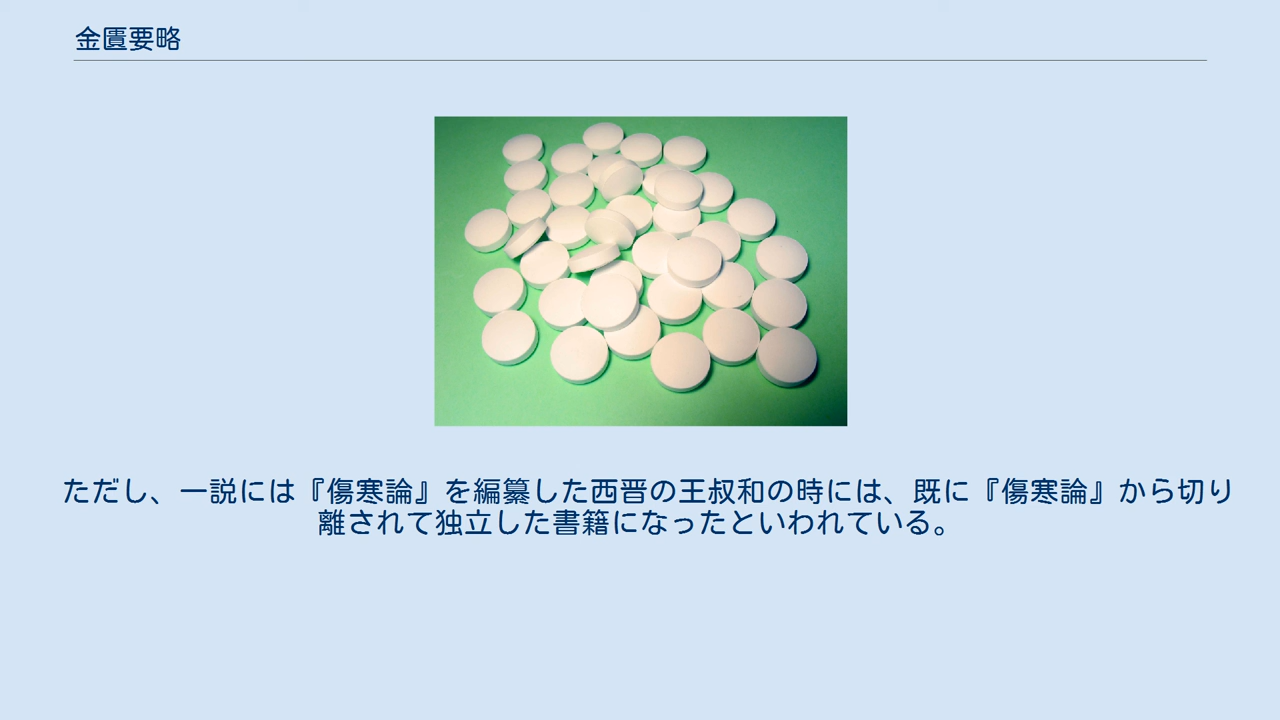 金匱要略
ただし、一説には『傷寒論』を編纂した西晋の王叔和の時には、既に『傷寒論』から切り
離されて独立した書籍になったといわれている。